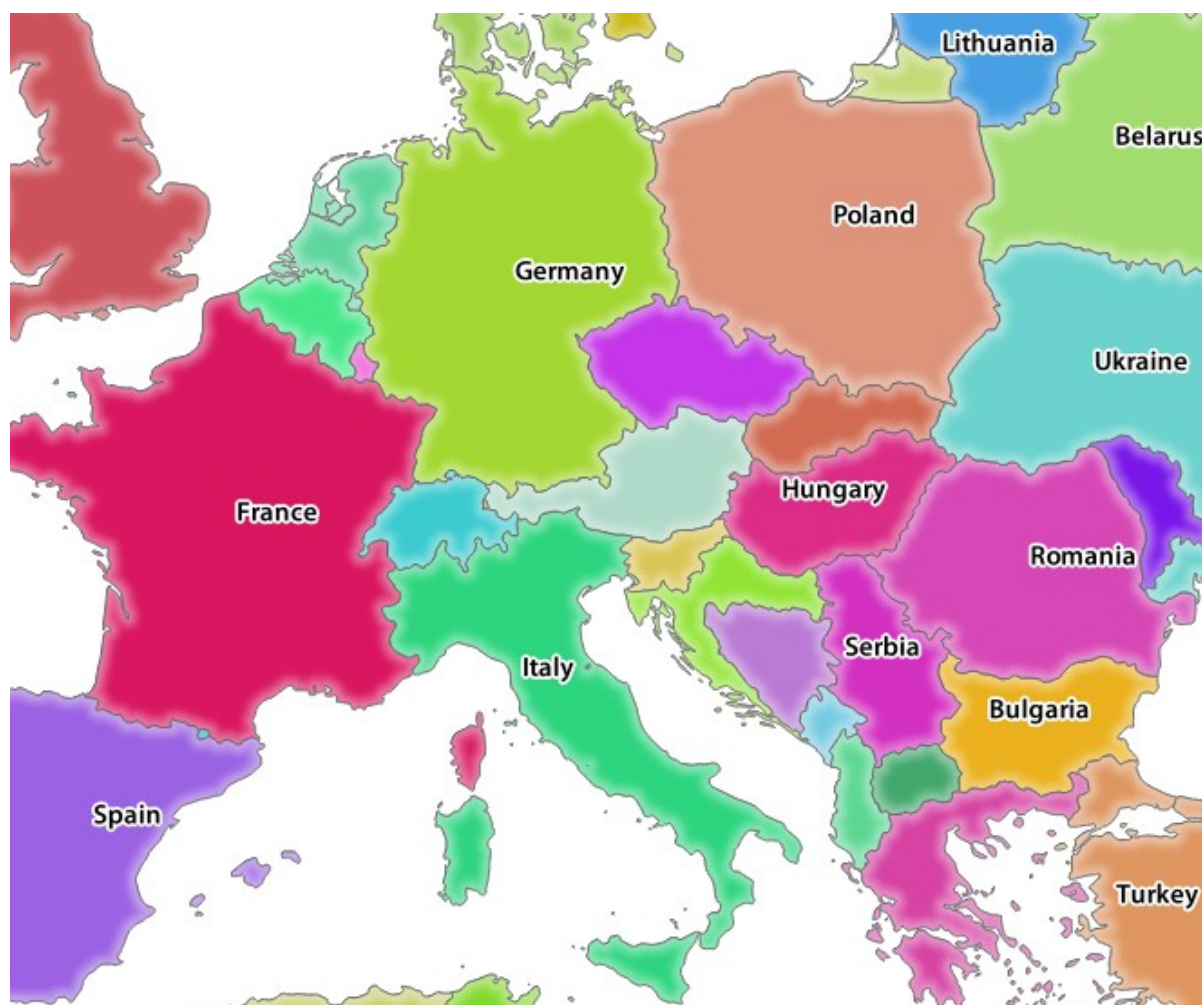 Lithuania
Belarus
Poland
Germany
Ukraine
Hungary
France
Romania
Serbia
Italy
Bulgaria
Spain
Turkey